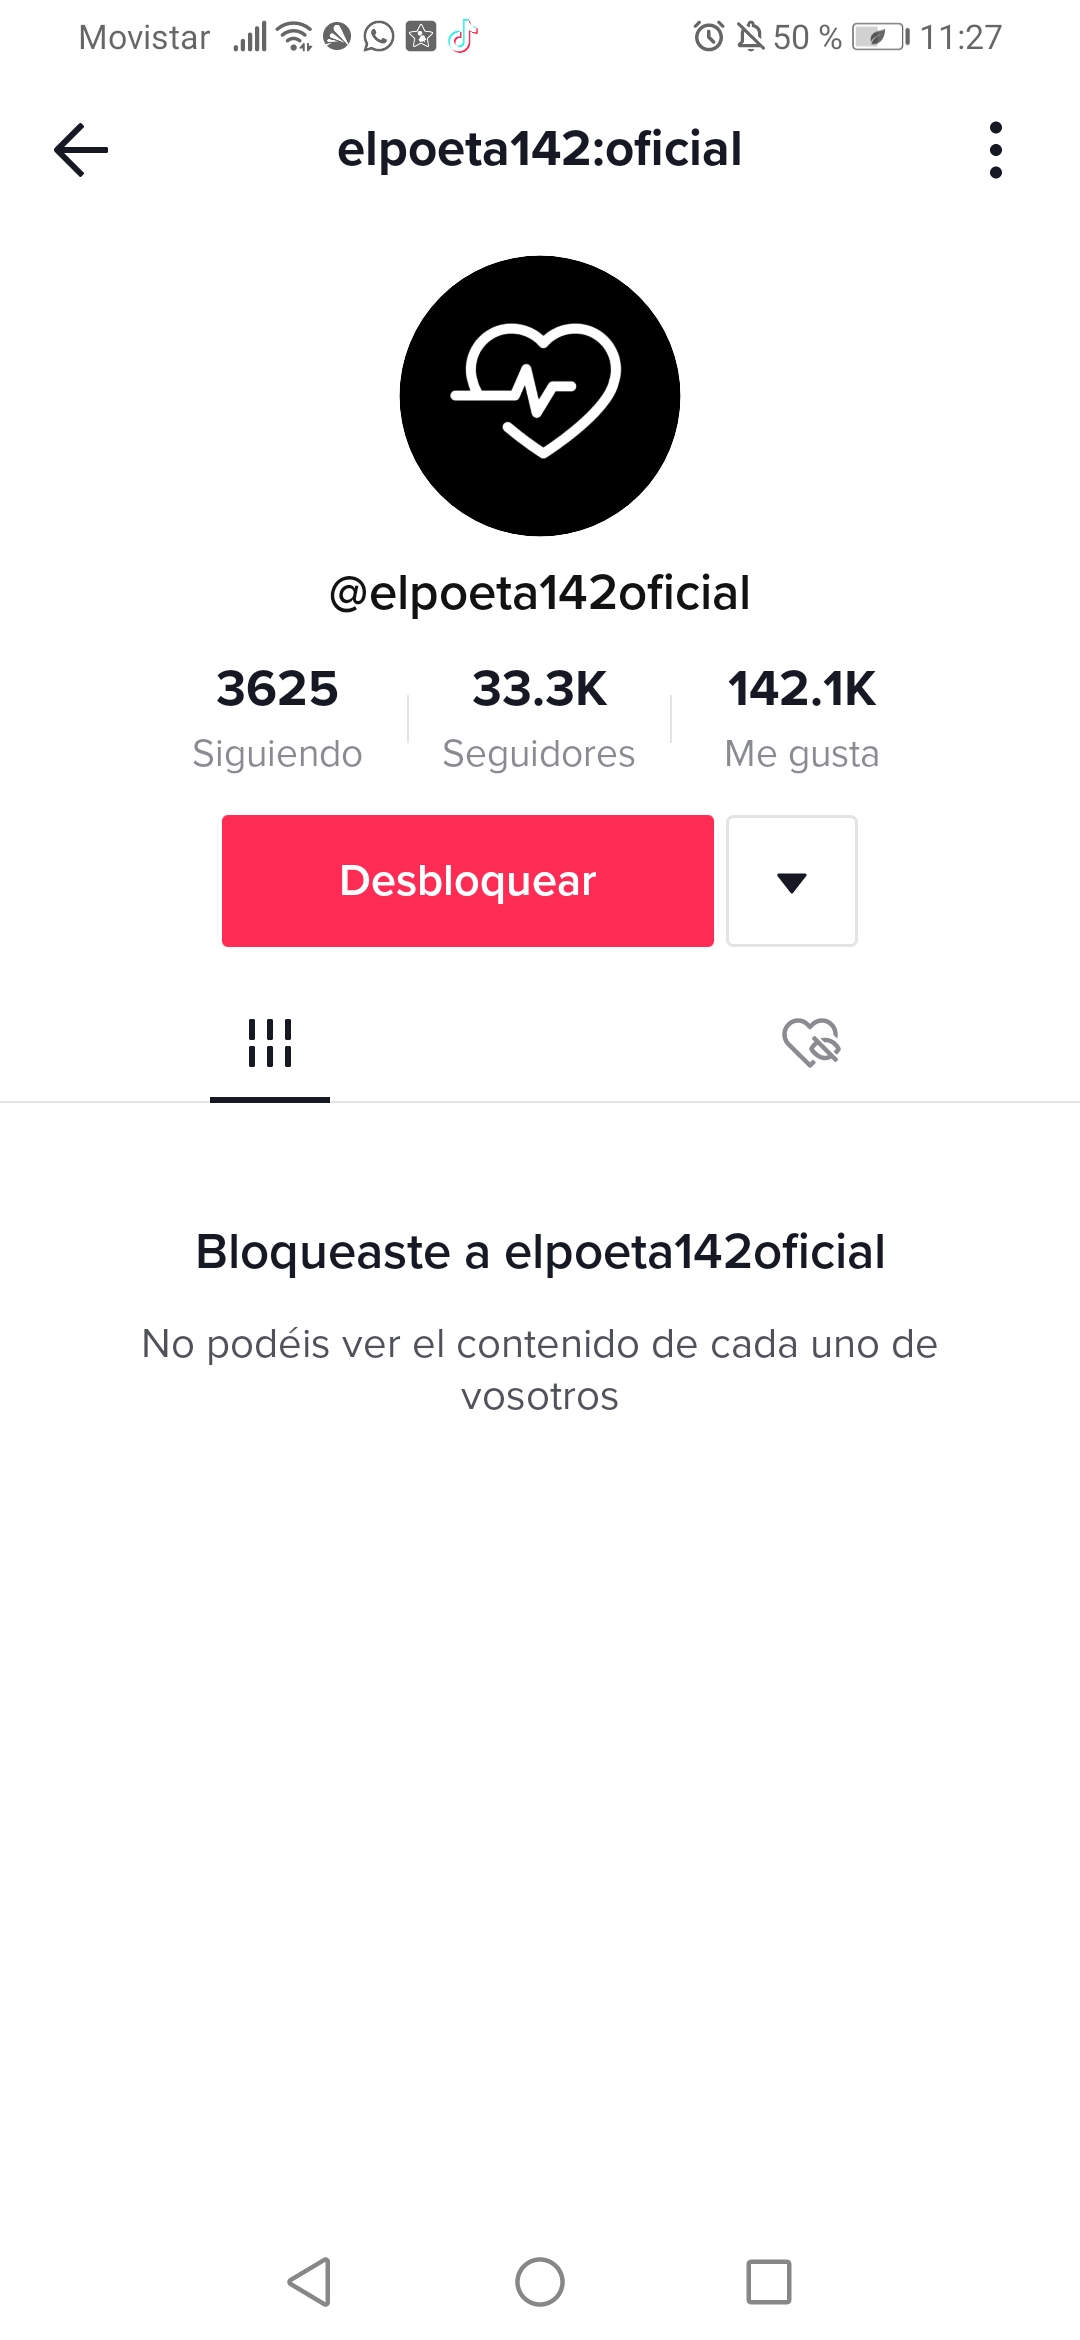 Movistar 50 % 11:27
elpoeta142:oficial
@elpoeta142oficial
3625 33.3K 142.1K
Siguiendo Seguidores Me gusta
Desbloquear
Bloqueaste a elpoeta142oficial
No podéis ver el contenido de cada uno de
vosotros